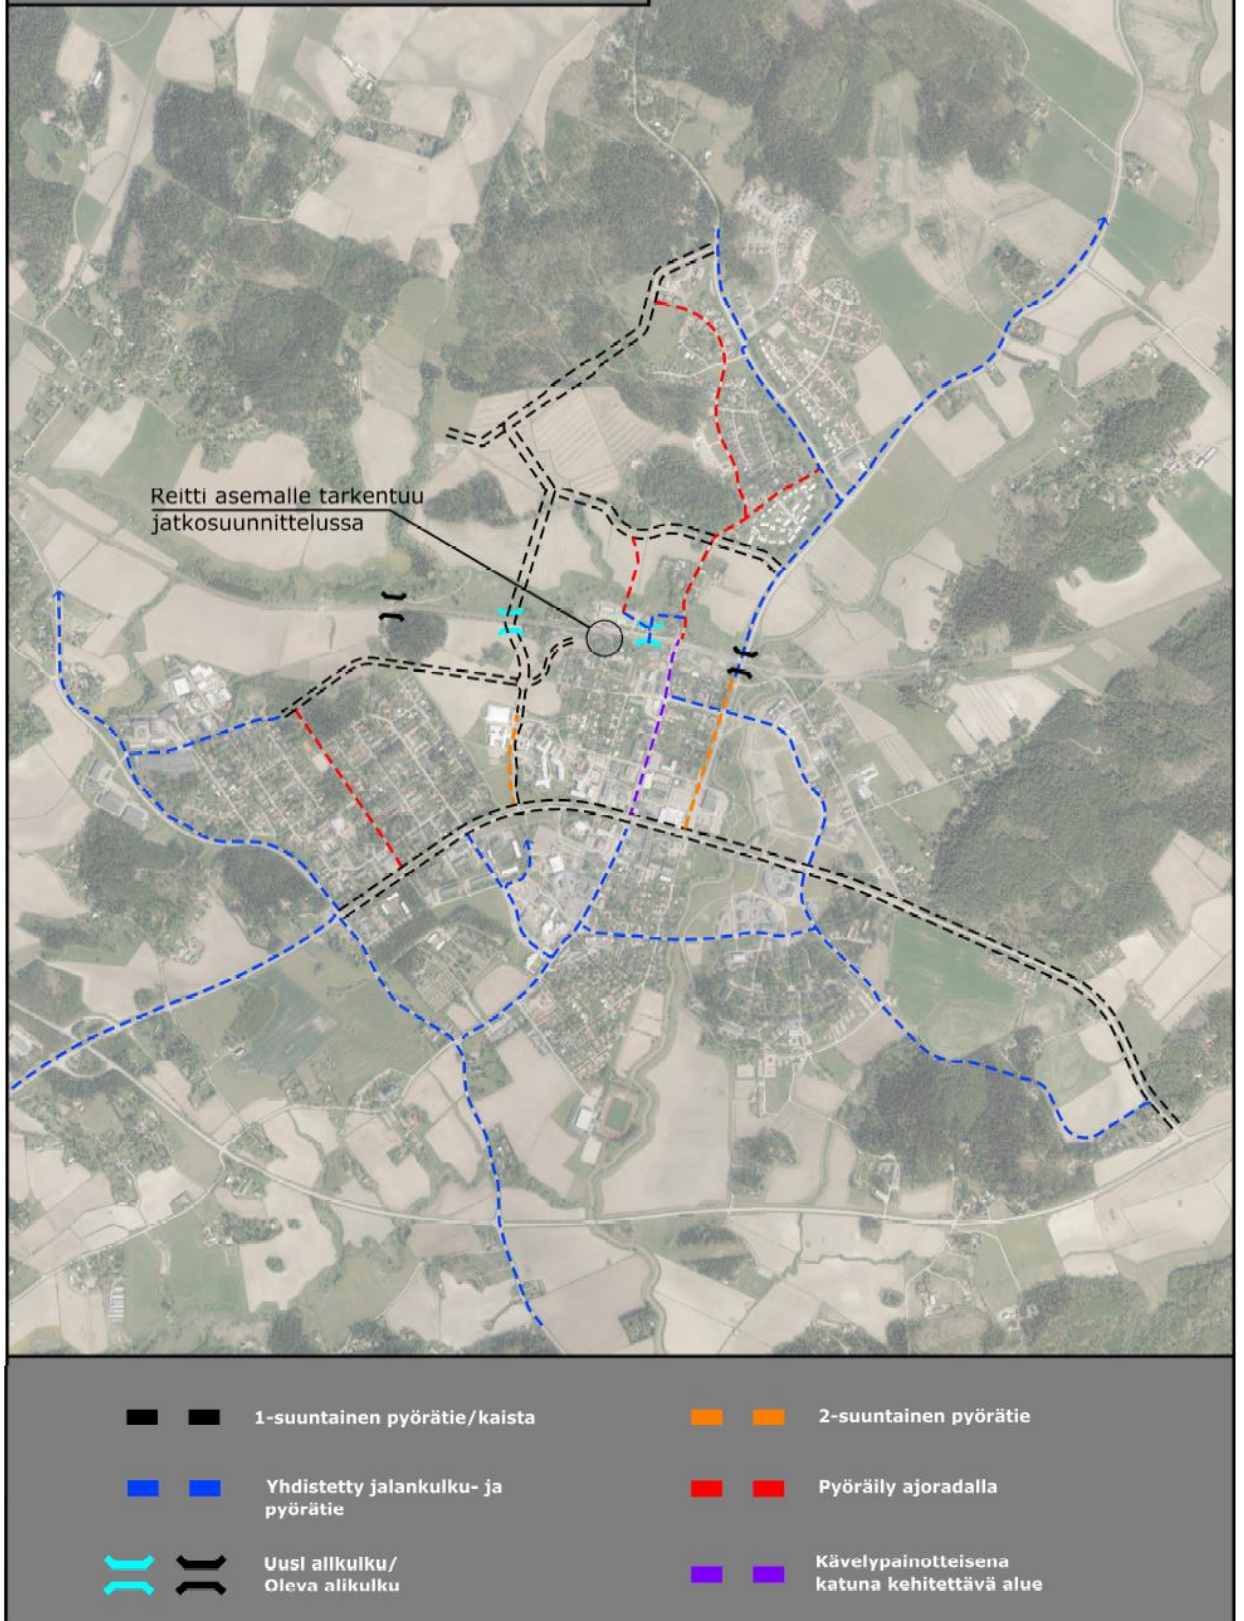 Reitti asemalle tarkentuu
jatkosuunnittelussa
1-suuntainen pyörätie/kaista
2-suuntainen pyörätie
Yhdistetty jalankulku- ja
pyörätie
Pyöräily ajoradalla
Uusi alikulku/
Oleva alikulku
Kävelypainotteisena
katuna kehitettävä alue